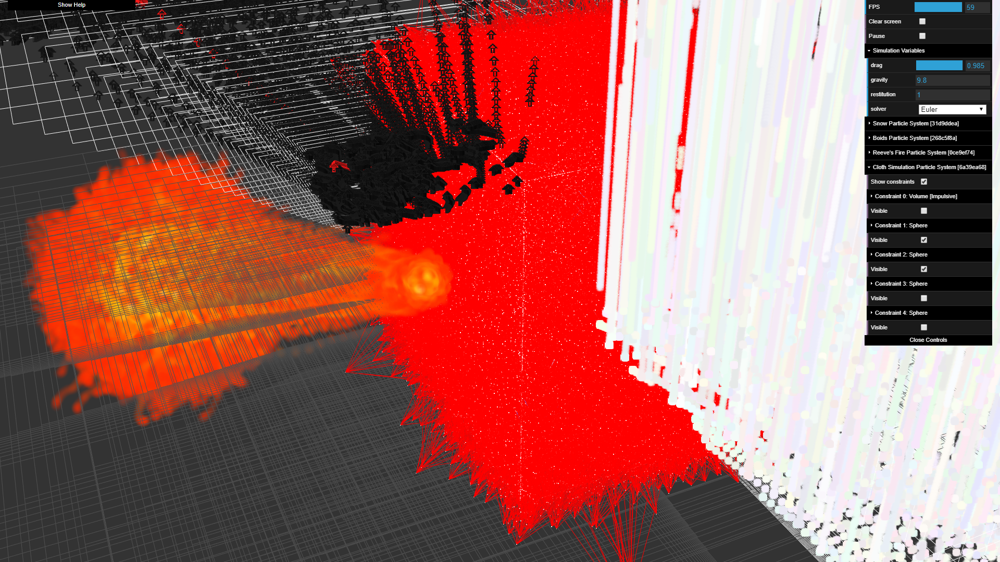 Show Help
FPS 59
Clear screen
Pause
Simulation Variables
drag 0.985
gravity 9.8
restitution 1
solver Euler
Snow Particle System [31d9ddea]
Boids Particle System [268c5f8a]
Reeve's Fire Particle System [0ce9ef74]
Cloth Simulation Particle System [6a39ea68]
Show constraints
Constraint 0: Volume [Impulsive]
Visible
Constraint 1: Sphere
Visible
Constraint 2: Sphere
Visible
Constraint 3: Sphere
Visible
Constraint 4: Sphere
Visible
Close Controls